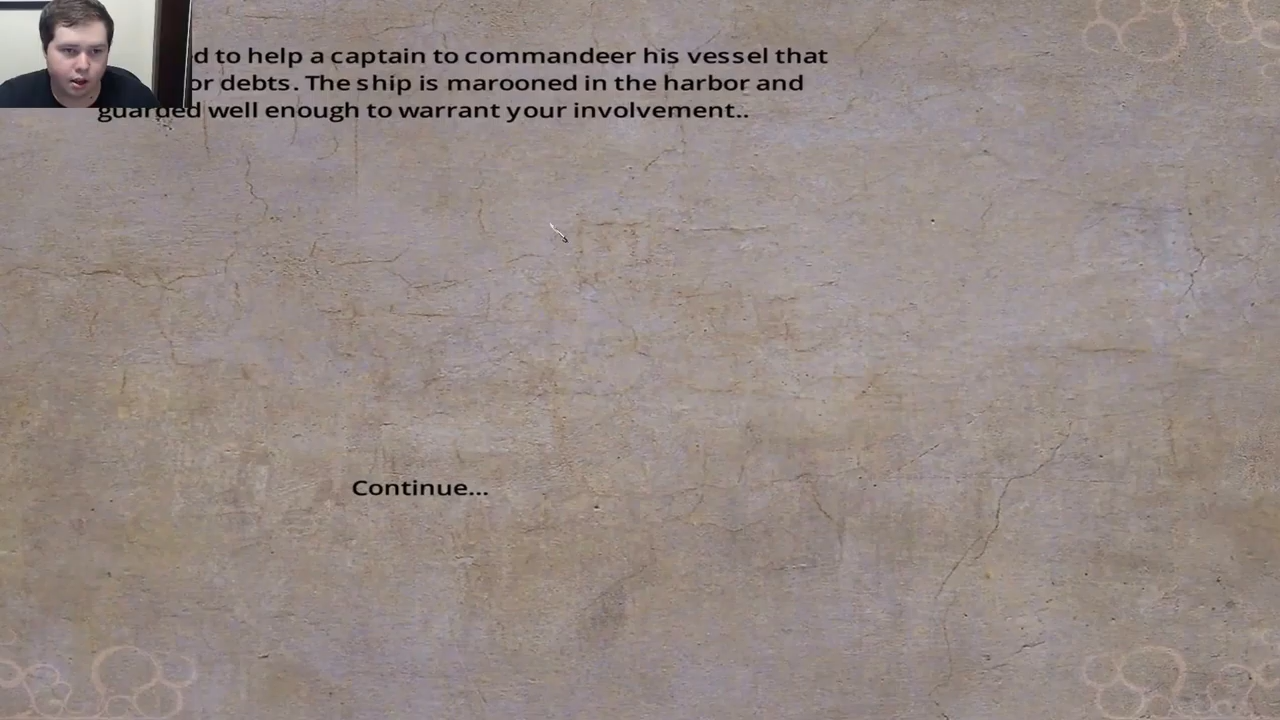 to help a captain to commandeer his vessel that
debts. The ship is marooned in the harbor and
guarded well enough to warrant your involvement..
Continue...